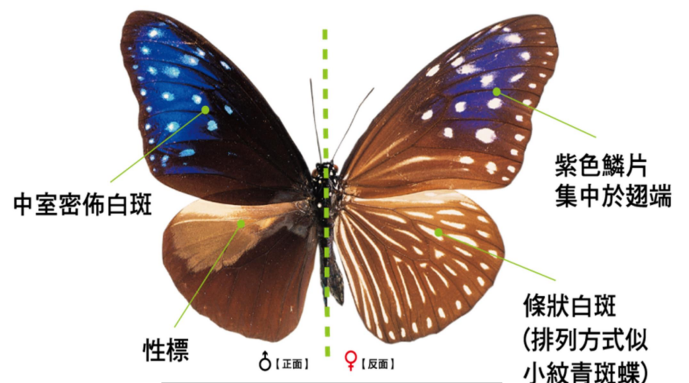 中室密佈白斑
紫色鱗片
集中於翅端
性標
♂【正面】
♀【反面】
條狀白斑
(排列方式似
小紋青斑蝶)